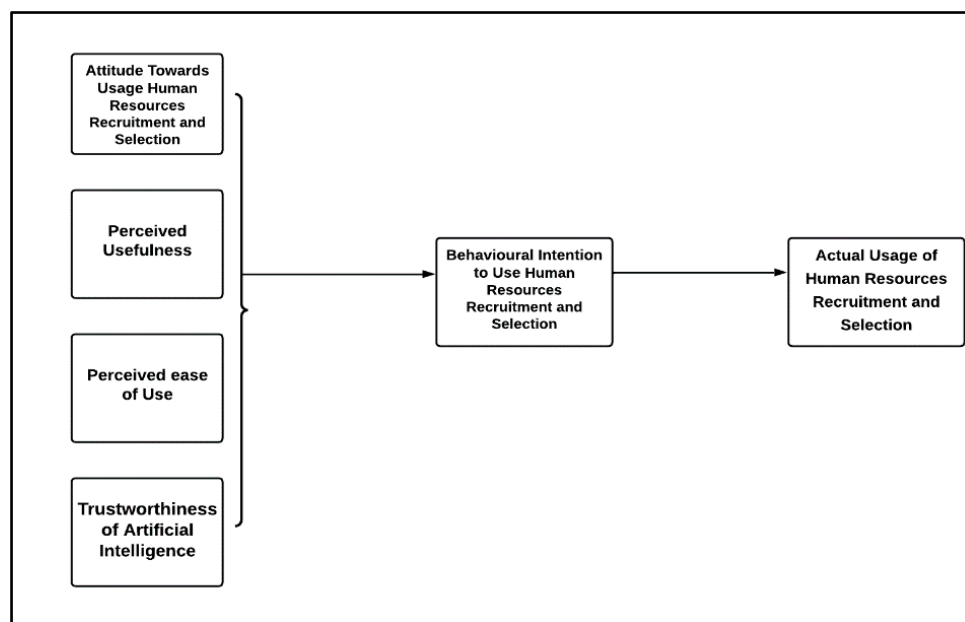 Attitude Towards
Usage Human
Resources
Recruitment and
Selection
Perceived
Usefulness
Perceived ease
of Use
Trustworthiness
of Artificial
Intelligence
Behavioural Intention
to Use Human
Resources
Recruitment and
Selection
Actual Usage of
Human Resources
Recruitment and
Selection